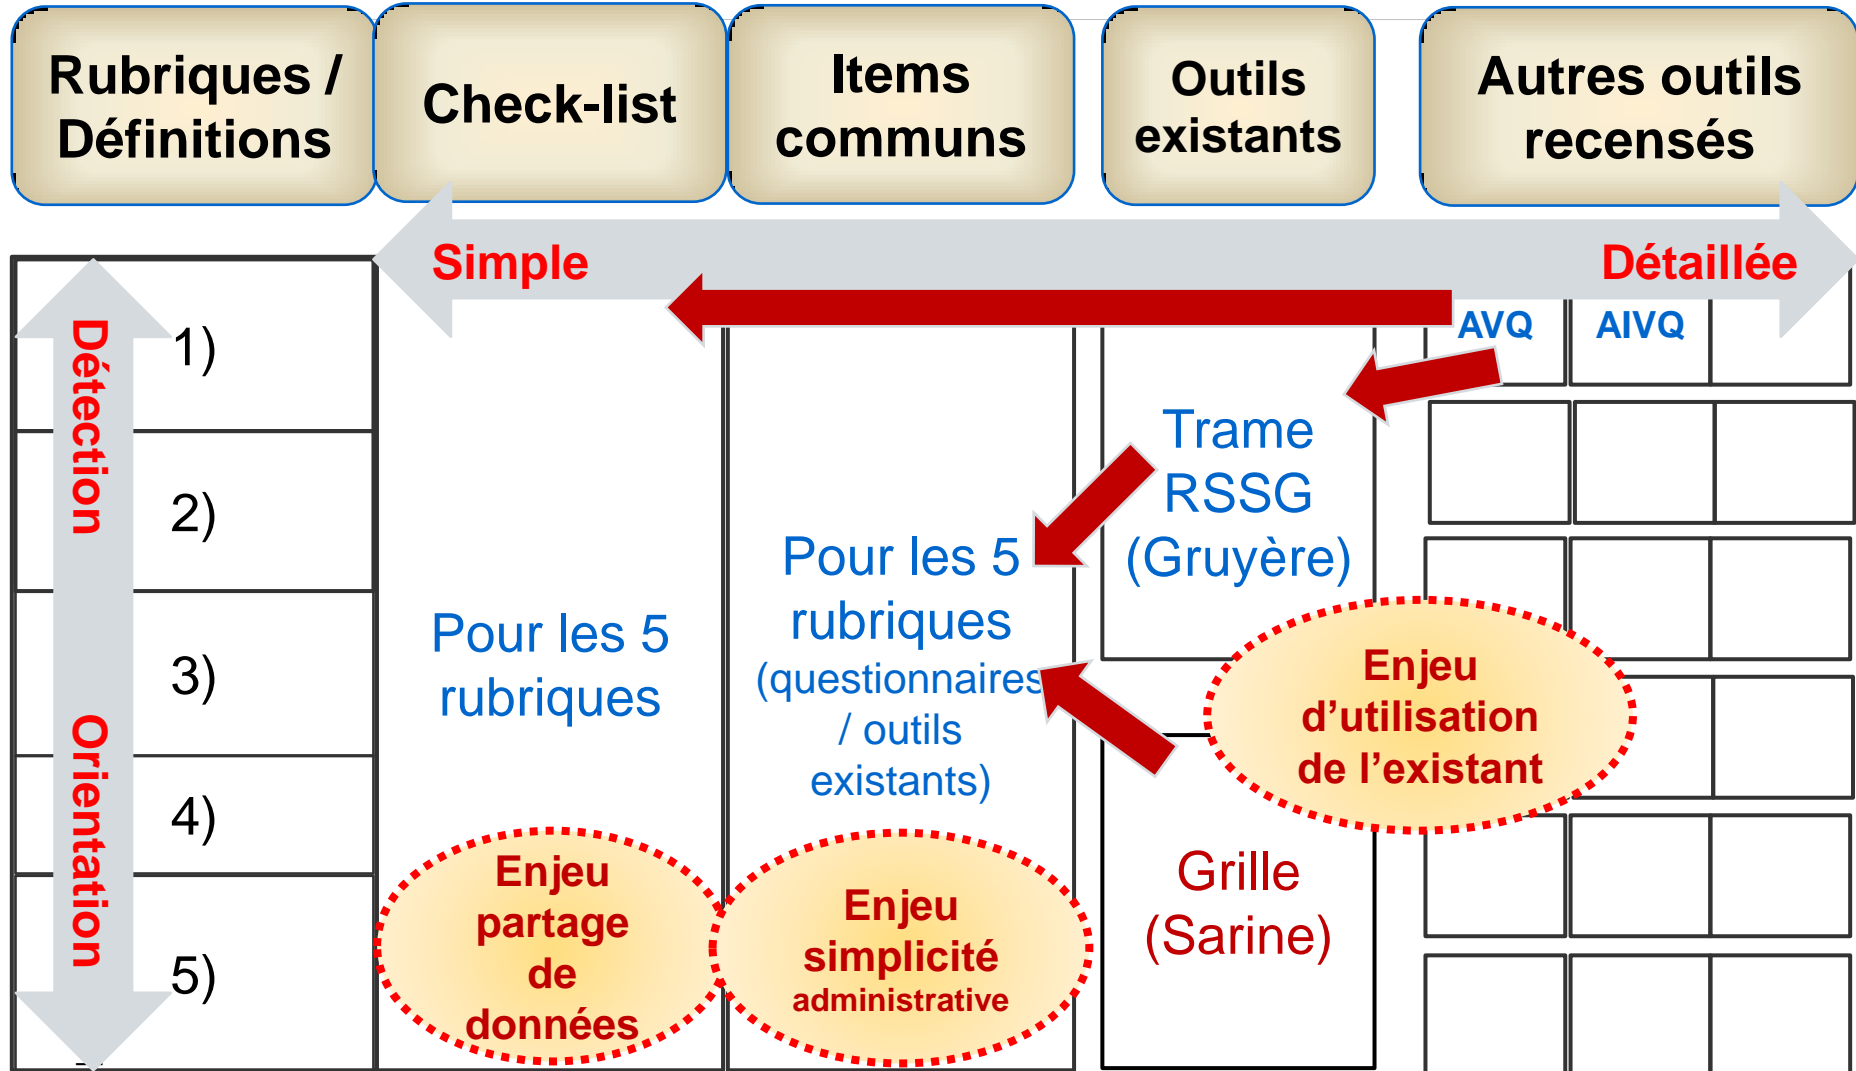 Rubriques /
Définitions
Check-list
Items
communs
Outils
existants
Autres outils
recensés
Simple
Détaillée
Détection
Orientation
1)
2)
3)
4)
5)
Pour les 5
rubriques
Enjeu
partage
de
données
Pour les 5
rubriques
(questionnaires
/ outils
existants)
Enjeu
simplicité
administrative
Trame
RSSG
(Gruyère)
Grille
(Sarine)
AVQ
AIVQ
Enjeu
d’utilisation
de l’existant